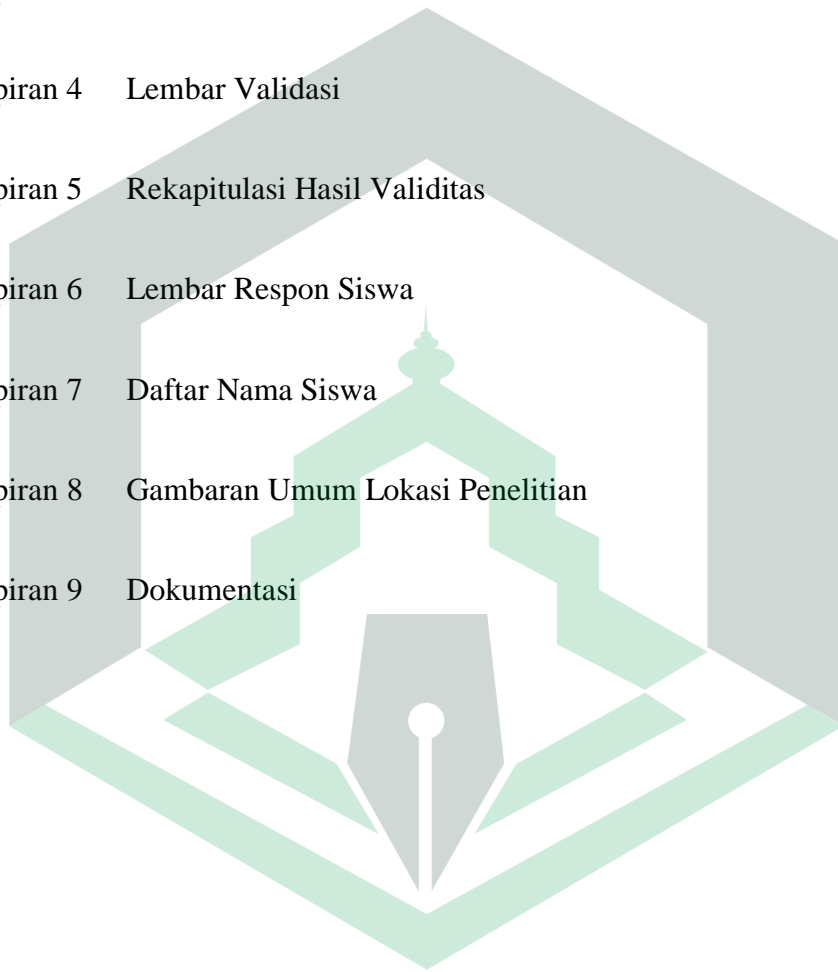 piran 4 Lembar Validasi
piran 5 Rekapitulasi Hasil Validitas
piran 6 Lembar Respon Siswa
piran 7 Daftar Nama Siswa
piran 8 Gambaran Umum Lokasi Penelitian
piran 9 Dokumentasi